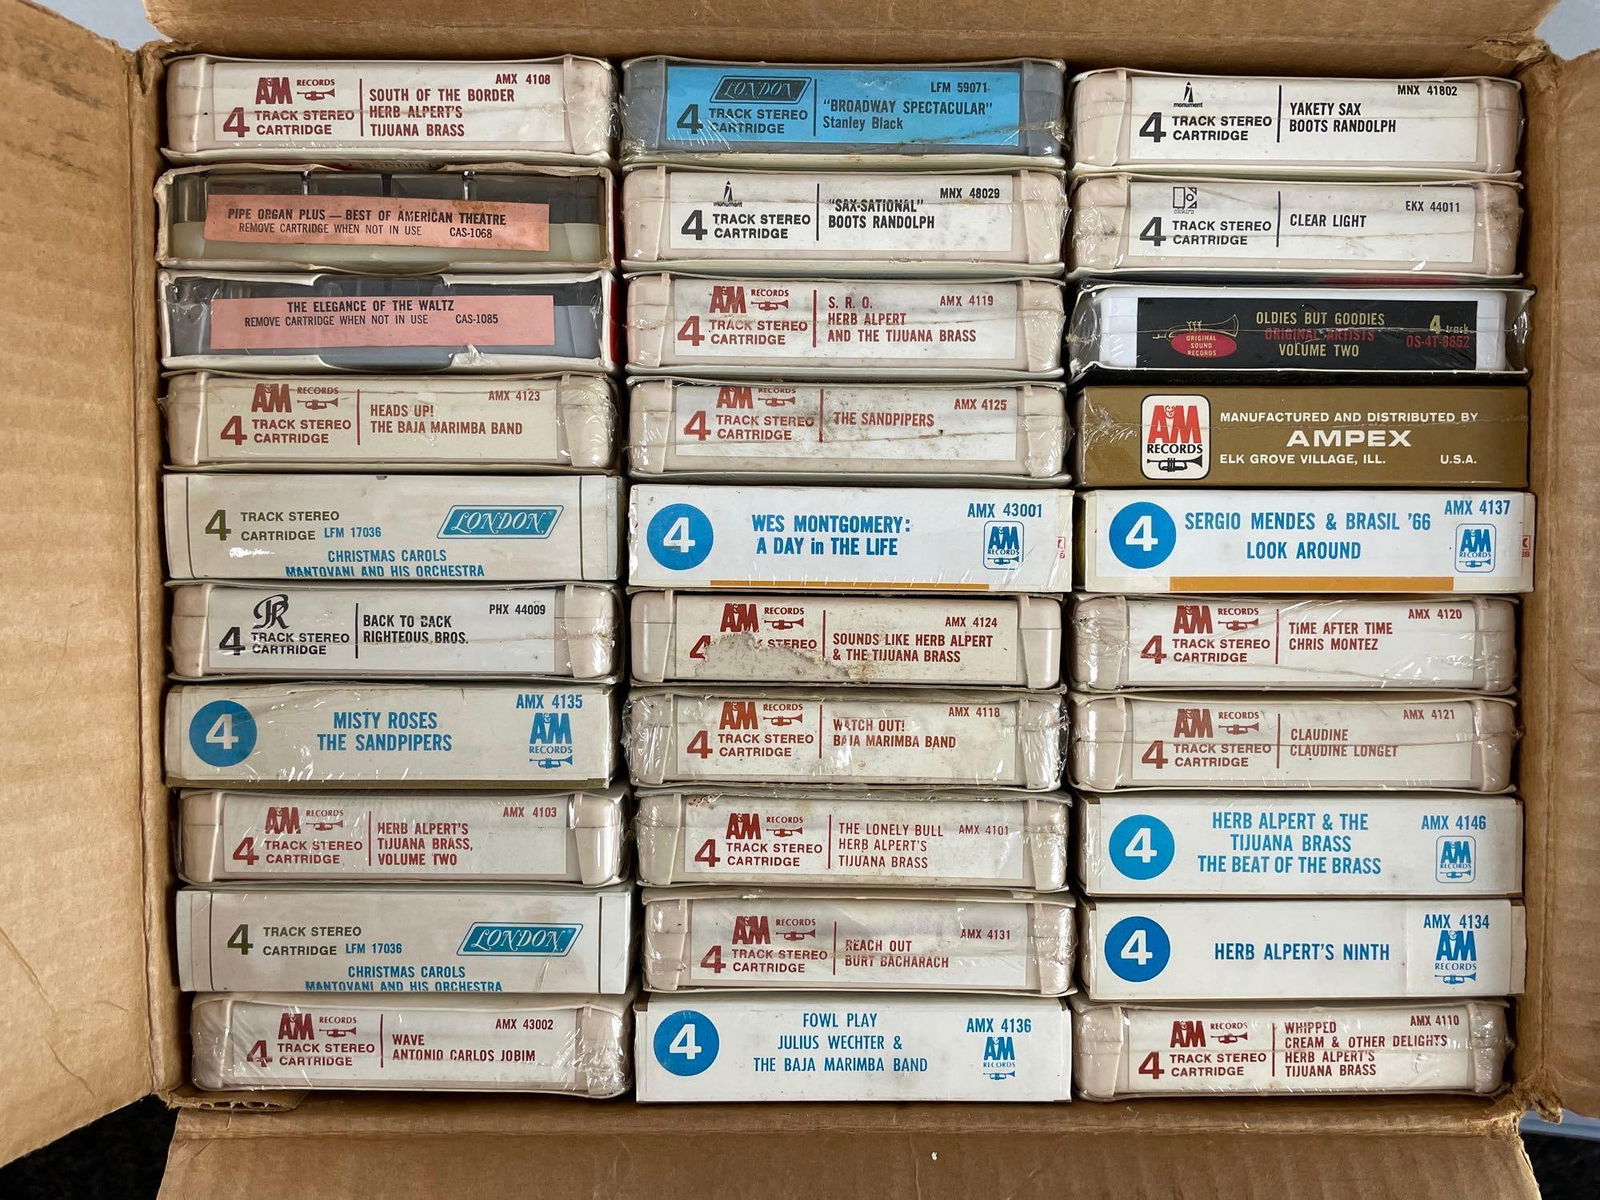 A&M RECORDS
AMX 4108
4 TRACK STEREO CARTRIDGE
SOUTH OF THE BORDER
HERB ALPERT'S
TIJUANA BRASS
PIPE ORGAN PLUS — BEST OF AMERICAN THEATRE
REMOVE CARTRIDGE WHEN NOT IN USE CAS-1068
THE ELEGANCE OF THE WALTZ
REMOVE CARTRIDGE WHEN NOT IN USE CAS-1085
A&M RECORDS
AMX 4123
4 TRACK STEREO CARTRIDGE
HEADS UP!
THE BAJA MARIMBA BAND
4 TRACK STEREO
CARTRIDGE LFM 17036
LONDON
CHRISTMAS CAROLS
MANTOVANI AND HIS ORCHESTRA
PHX 44009
4 TRACK STEREO CARTRIDGE
BACK TO BACK
RIGHTEOUS BROS.
4
MISTY ROSES
THE SANDPIPERS
AMX 4135
A&M RECORDS
A&M RECORDS
AMX 4103
4 TRACK STEREO CARTRIDGE
HERB ALPERT'S
TIJUANA BRASS,
VOLUME TWO
4 TRACK STEREO
CARTRIDGE LFM 17036
LONDON
CHRISTMAS CAROLS
MANTOVANI AND HIS ORCHESTRA
A&M RECORDS
AMX 43002
4 TRACK STEREO CARTRIDGE
WAVE
ANTONIO CARLOS JOBIM
LONDON
LFM 59071
4 TRACK STEREO CARTRIDGE
"BROADWAY SPECTACULAR"
Stanley Black
monument
MNX 48029
4 TRACK STEREO CARTRIDGE
"SAX-SATIONAL"
BOOTS RANDOLPH
A&M RECORDS
AMX 4119
4 TRACK STEREO CARTRIDGE
S. R. O.
HERB ALPERT
AND THE TIJUANA BRASS
A&M RECORDS
AMX 4125
4 TRACK STEREO CARTRIDGE
THE SANDPIPERS
4
WES MONTGOMERY:
A DAY in THE LIFE
AMX 43001
A&M RECORDS
A&M RECORDS
AMX 4124
4 STEREO CARTRIDGE
SOUNDS LIKE HERB ALPERT
& THE TIJUANA BRASS
A&M RECORDS
AMX 4118
4 TRACK STEREO CARTRIDGE
WATCH OUT!
BAJA MARIMBA BAND
A&M RECORDS
AMX 4101
4 TRACK STEREO CARTRIDGE
THE LONELY BULL
HERB ALPERT'S
TIJUANA BRASS
A&M RECORDS
AMX 4131
4 TRACK STEREO CARTRIDGE
REACH OUT
BURT BACHARACH
4
FOWL PLAY
JULIUS WECHTER &
THE BAJA MARIMBA BAND
AMX 4136
A&M RECORDS
monument
MNX 41802
4 TRACK STEREO CARTRIDGE
YAKETY SAX
BOOTS RANDOLPH
elektra
EKX 44011
4 TRACK STEREO CARTRIDGE
CLEAR LIGHT
ORIGINAL SOUND RECORDS
OLDIES BUT GOODIES
ORIGINAL ARTISTS
VOLUME TWO
4 track
OS-4T-8852
A&M RECORDS
MANUFACTURED AND DISTRIBUTED BY
AMPEX
ELK GROVE VILLAGE, ILL. U.S.A.
4
SERGIO MENDES & BRASIL '66
LOOK AROUND
AMX 4137
A&M RECORDS
A&M RECORDS
AMX 4120
4 TRACK STEREO CARTRIDGE
TIME AFTER TIME
CHRIS MONTEZ
A&M RECORDS
AMX 4121
4 TRACK STEREO CARTRIDGE
CLAUDINE
CLAUDINE LONGET
4
HERB ALPERT & THE
TIJUANA BRASS
THE BEAT OF THE BRASS
AMX 4146
A&M RECORDS
4
HERB ALPERT'S NINTH
AMX 4134
A&M RECORDS
A&M RECORDS
AMX 4110
4 TRACK STEREO CARTRIDGE
WHIPPED
CREAM & OTHER DELIGHTS
HERB ALPERT'S
TIJUANA BRASS